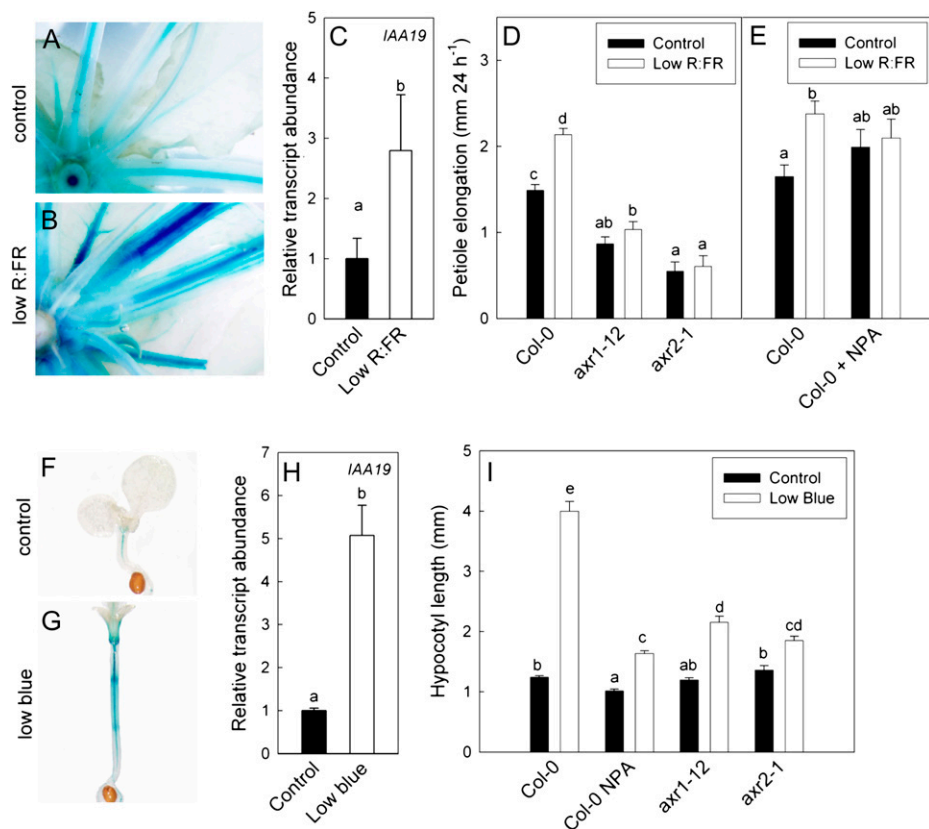 A
control
B
low R:FR
C
IAA19
Relative transcript abundance
5
4
3
2
1
0
a
b
Control
Low R:FR
D
Control
Low R:FR
Petiole elongation (mm 24 h⁻¹)
3
2
1
0
c
d
ab
b
a
a
Col-0
axr1-12
axr2-1
E
Control
Low R:FR
a
b
ab
ab
Col-0
Col-0 + NPA
F
control
G
low blue
H
IAA19
Relative transcript abundance
7
6
5
4
3
2
1
0
a
b
Control
Low blue
I
Control
Low Blue
Hypocotyl length (mm)
5
4
3
2
1
0
b
e
a
c
ab
d
b
cd
Col-0
Col-0 NPA
axr1-12
axr2-1